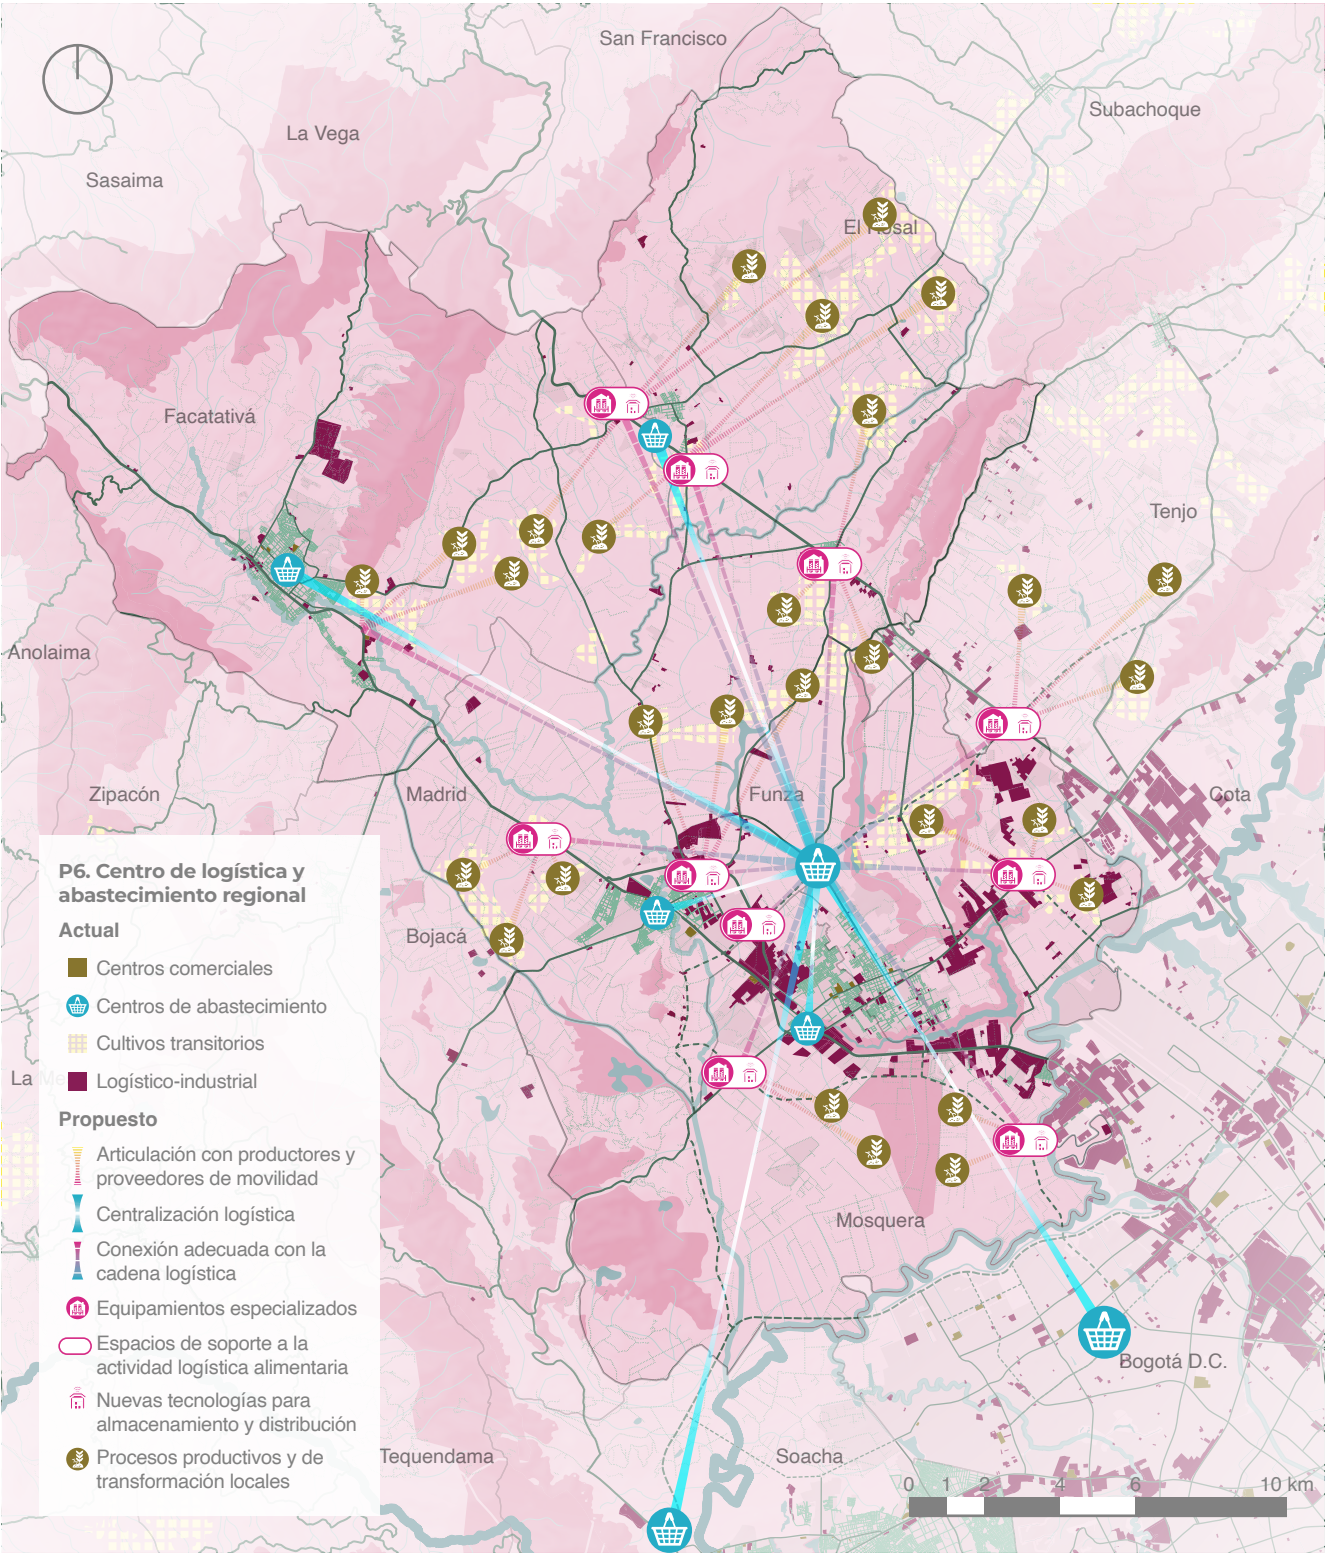 San Francisco
Subachoque
La Vega
Sasaima
El Rosal
Facatativá
Tenjo
Anolaima
Zipacón
Madrid
Funza
Cota
P6. Centro de logística y
abastecimiento regional
Actual
Centros comerciales
Centros de abastecimiento
Cultivos transitorios
Logístico-industrial
Propuesto
Articulación con productores y
proveedores de movilidad
Centralización logística
Conexión adecuada con la
cadena logística
Equipamientos especializados
Espacios de soporte a la
actividad logística alimentaria
Nuevas tecnologías para
almacenamiento y distribución
Procesos productivos y de
transformación locales
Bojacá
La
Mosquera
Bogotá D.C.
Tequendama
Soacha
0 1 2 4 6 10 km